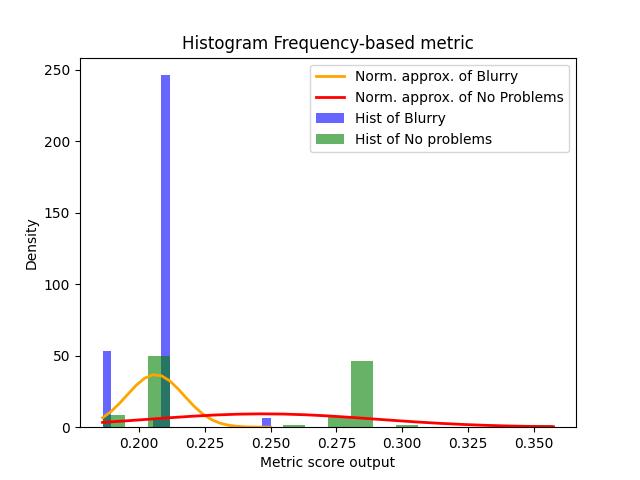 Histogram Frequency-based metric
Norm. approx. of Blurry
Norm. approx. of No Problems
Hist of Blurry
Hist of No problems
Density
250
200
150
100
50
0
0.200 0.225 0.250 0.275 0.300 0.325 0.350
Metric score output